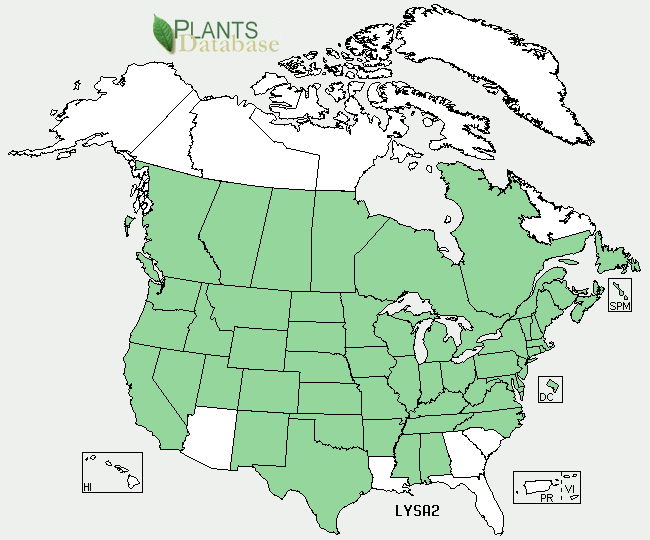 PLANTS
Database
SPM
DC
HI
PR
VI
LYSA2